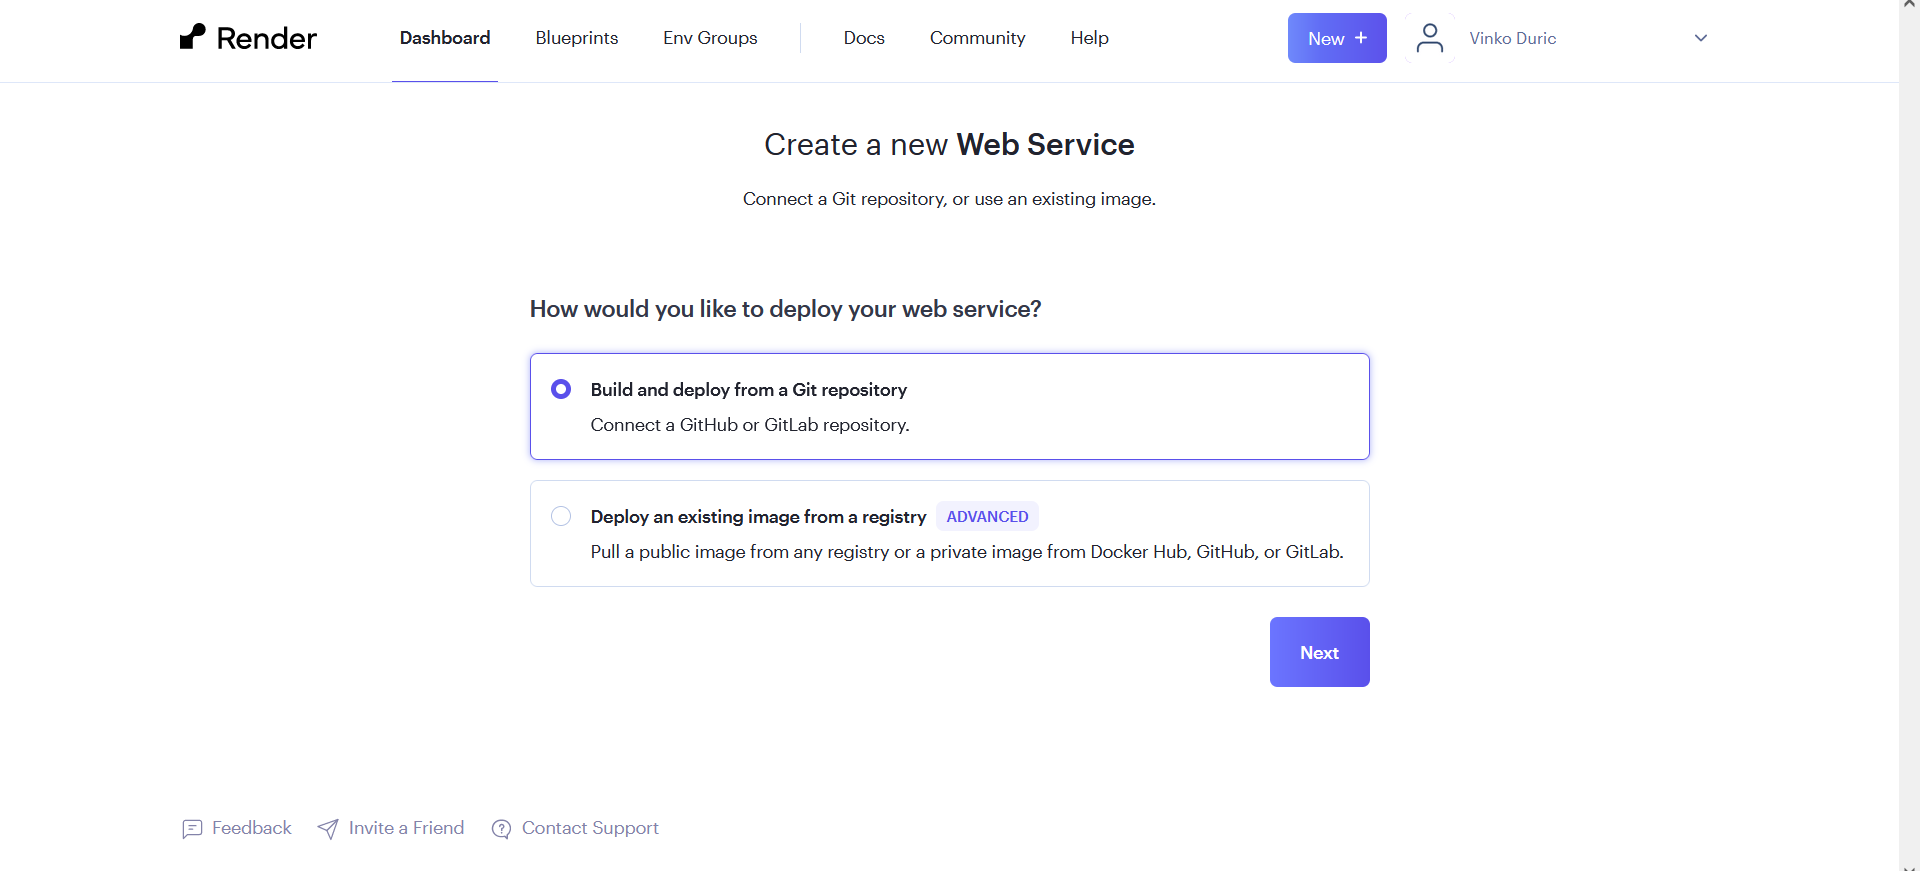 Render
Dashboard
Blueprints
Env Groups
Docs
Community
Help
New +
Vinko Duric
Create a new Web Service
Connect a Git repository, or use an existing image.
How would you like to deploy your web service?
Build and deploy from a Git repository
Connect a GitHub or GitLab repository.
Deploy an existing image from a registry ADVANCED
Pull a public image from any registry or a private image from Docker Hub, GitHub, or GitLab.
Next
Feedback
Invite a Friend
Contact Support